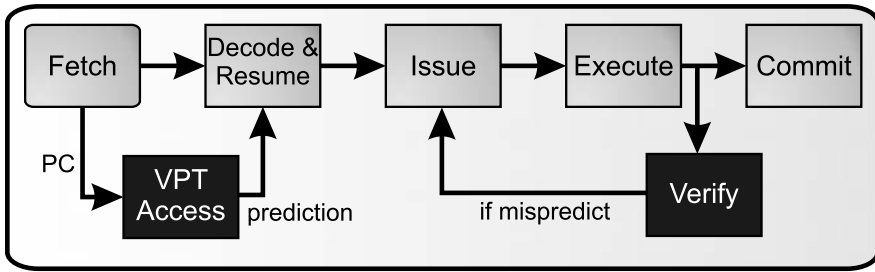 Fetch
Decode &
Resume
Issue
Execute
Commit
PC
VPT
Access
prediction
if mispredict
Verify